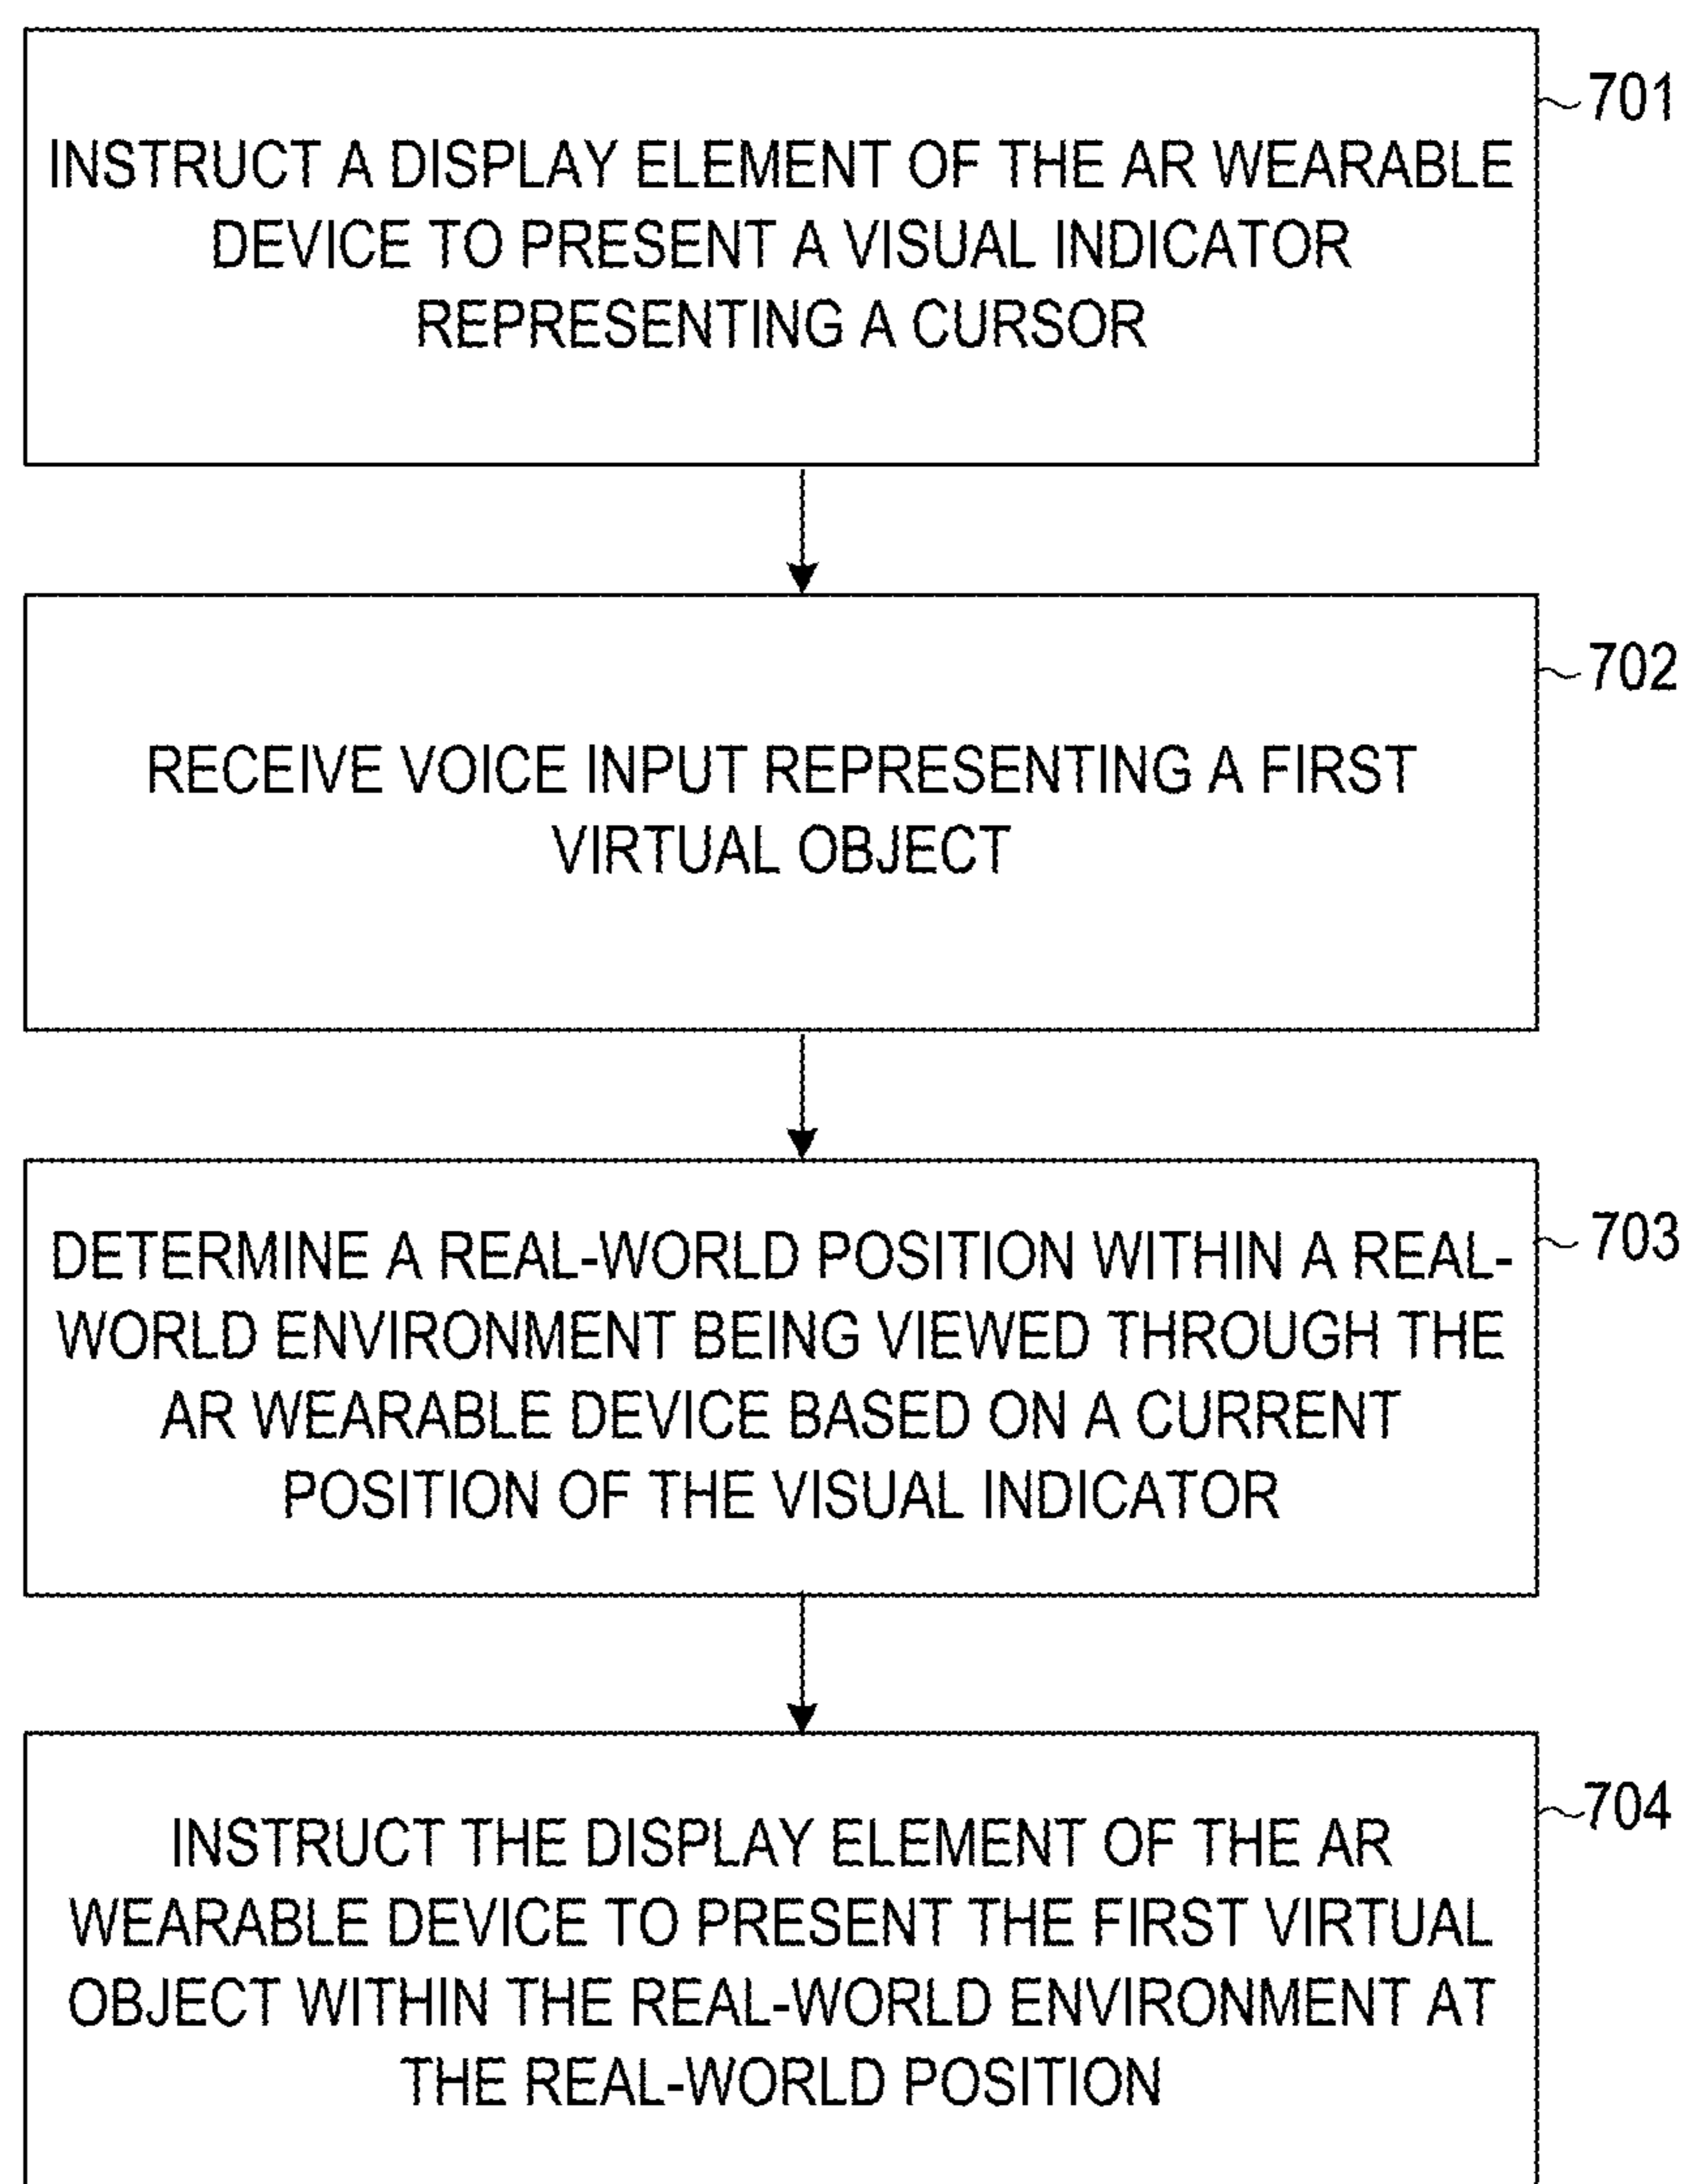 INSTRUCT A DISPLAY ELEMENT OF THE AR WEARABLE
DEVICE TO PRESENT A VISUAL INDICATOR
REPRESENTING A CURSOR
701
RECEIVE VOICE INPUT REPRESENTING A FIRST
VIRTUAL OBJECT
702
DETERMINE A REAL-WORLD POSITION WITHIN A REAL-
WORLD ENVIRONMENT BEING VIEWED THROUGH THE
AR WEARABLE DEVICE BASED ON A CURRENT
POSITION OF THE VISUAL INDICATOR
703
INSTRUCT THE DISPLAY ELEMENT OF THE AR
WEARABLE DEVICE TO PRESENT THE FIRST VIRTUAL
OBJECT WITHIN THE REAL-WORLD ENVIRONMENT AT
THE REAL-WORLD POSITION
704